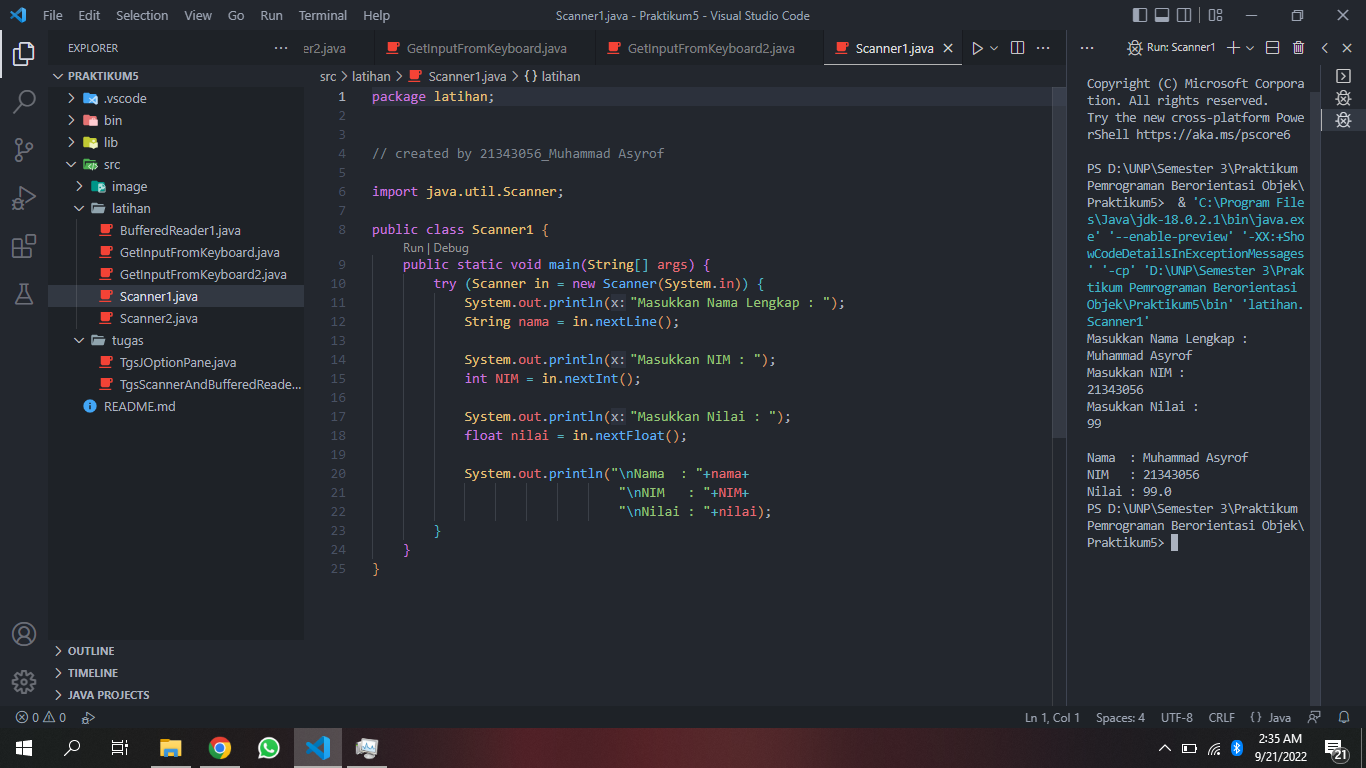 File Edit Selection View Go Run Terminal Help
Scanner1.java - Praktikum5 - Visual Studio Code
EXPLORER
PRAKTIKUM5
.vscode
bin
lib
src
image
latihan
BufferedReader1.java
GetInputFromKeyboard.java
GetInputFromKeyboard2.java
Scanner1.java
Scanner2.java
tugas
TgsJOptionPane.java
TgsScannerAndBufferedReade...
README.md
OUTLINE
TIMELINE
JAVA PROJECTS
er2.java
GetInputFromKeyboard.java
GetInputFromKeyboard2.java
Scanner1.java
src > latihan > Scanner1.java > {} latihan
1 package latihan;
2
3
4 // created by 21343056_Muhammad Asyrof
5
6 import java.util.Scanner;
7
8 public class Scanner1 {
Run | Debug
9 public static void main(String[] args) {
10 try (Scanner in = new Scanner(System.in)) {
11 System.out.println(x: "Masukkan Nama Lengkap : ");
12 String nama = in.nextLine();
13
14 System.out.println(x: "Masukkan NIM : ");
15 int NIM = in.nextInt();
16
17 System.out.println(x: "Masukkan Nilai : ");
18 float nilai = in.nextFloat();
19
20 System.out.println("\nNama  : "+nama+
21 "\nNIM   : "+NIM+
22 "\nNilai : "+nilai);
23 }
24 }
25 }
Run: Scanner1
Copyright (C) Microsoft Corpora
tion. All rights reserved.
Try the new cross-platform Powe
rShell https://aka.ms/pscore6
PS D:\UNP\Semester 3\Praktikum
Pemrograman Berorientasi Objek\
Praktikum5>  & 'C:\Program File
s\Java\jdk-18.0.2.1\bin\java.ex
e' '--enable-preview' '-XX:+Sho
wCodeDetailsInExceptionMessages
' '-cp' 'D:\UNP\Semester 3\Prak
tikum Pemrograman Berorientasi
Objek\Praktikum5\bin' 'latihan.
Scanner1'
Masukkan Nama Lengkap :
Muhammad Asyrof
Masukkan NIM :
21343056
Masukkan Nilai :
99
Nama  : Muhammad Asyrof
NIM   : 21343056
Nilai : 99.0
PS D:\UNP\Semester 3\Praktikum
Pemrograman Berorientasi Objek\
Praktikum5>
0 0
Ln 1, Col 1 Spaces: 4 UTF-8 CRLF {} Java
2:35 AM
9/21/2022
21